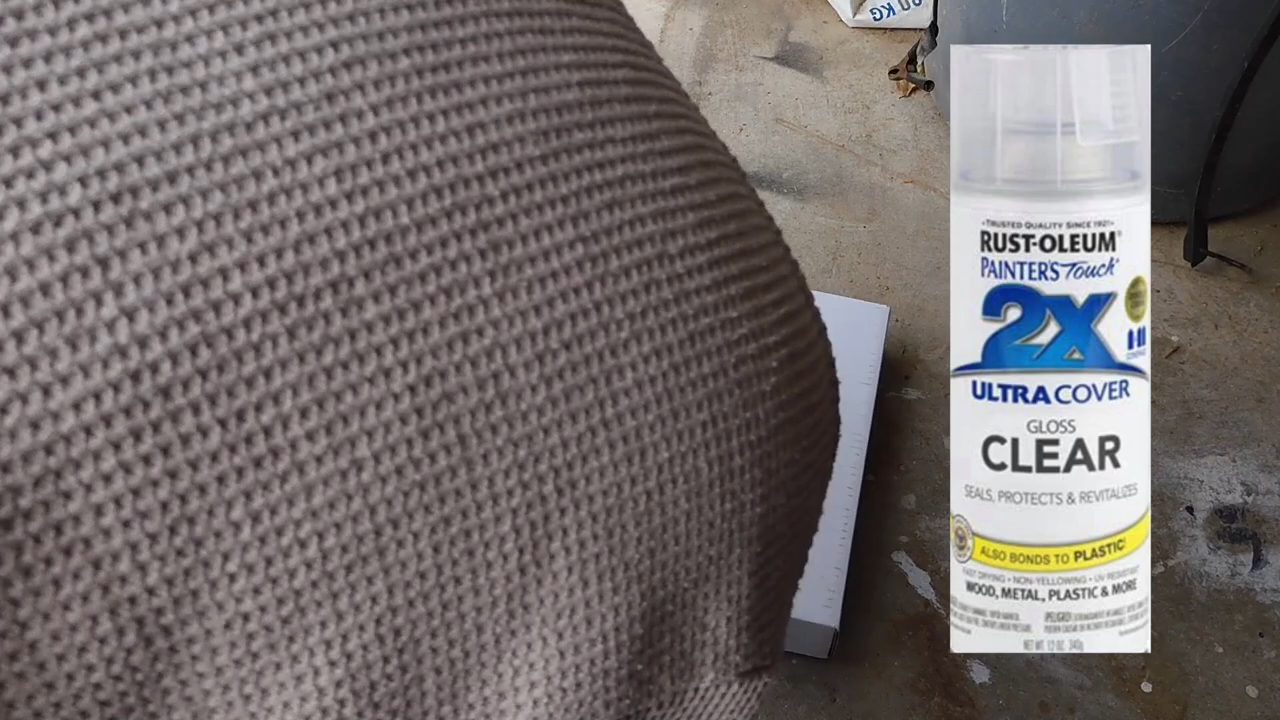 30 KG
TRUSTED QUALITY SINCE 1921
RUST-OLEUM®
PAINTER'S Touch®
2X
ULTRA COVER
GLOSS
CLEAR
SEALS, PROTECTS & REVITALIZES
ALSO BONDS TO PLASTIC!
FAST DRYING • NON-YELLOWING • UV RESISTANT
WOOD, METAL, PLASTIC & MORE
NET WT. 12 OZ. 340g